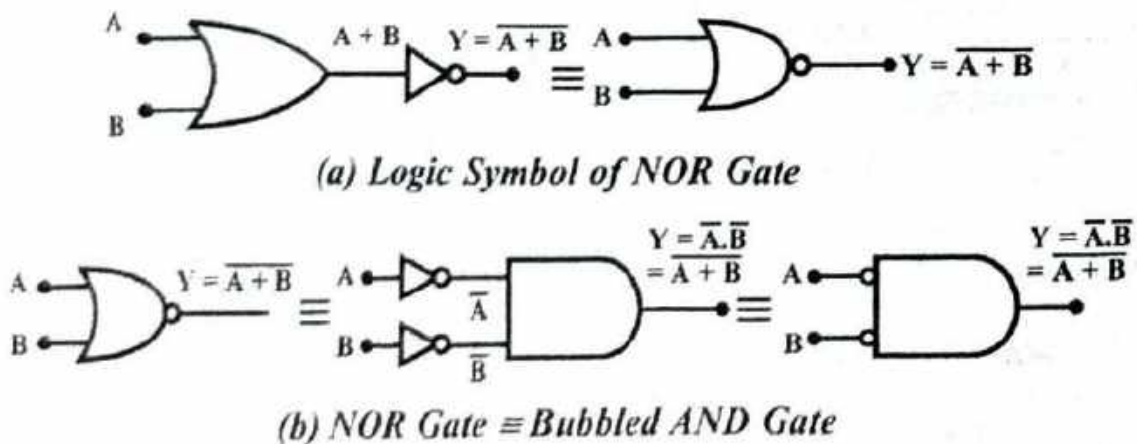 A
B
A + B
Y = A̅ ̅+̅ ̅B̅
≡
A
B
Y = A̅ ̅+̅ ̅B̅
(a) Logic Symbol of NOR Gate
A
B
Y = A̅ ̅+̅ ̅B̅
≡
A
B
A̅
B̅
Y = A̅.B̅
= A̅ ̅+̅ ̅B̅
≡
A
B
Y = A̅.B̅
= A̅ ̅+̅ ̅B̅
(b) NOR Gate ≡ Bubbled AND Gate